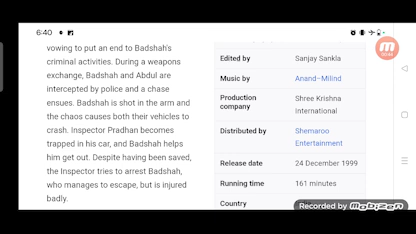 6:40
vowing to put an end to Badshah's
criminal activities. During a weapons
exchange, Badshah and Abdul are
intercepted by police and a chase
ensues. Badshah is shot in the arm and
the chaos causes both their vehicles to
crash. Inspector Pradhan becomes
trapped in his car, and Badshah helps
him get out. Despite having been saved,
the Inspector tries to arrest Badshah,
who manages to escape, but is injured
badly.
Edited by Sanjay Sankla
Music by Anand–Milind
Production company Shree Krishna International
Distributed by Shemaroo Entertainment
Release date 24 December 1999
Running time 161 minutes
Country
Recorded by Mobizen